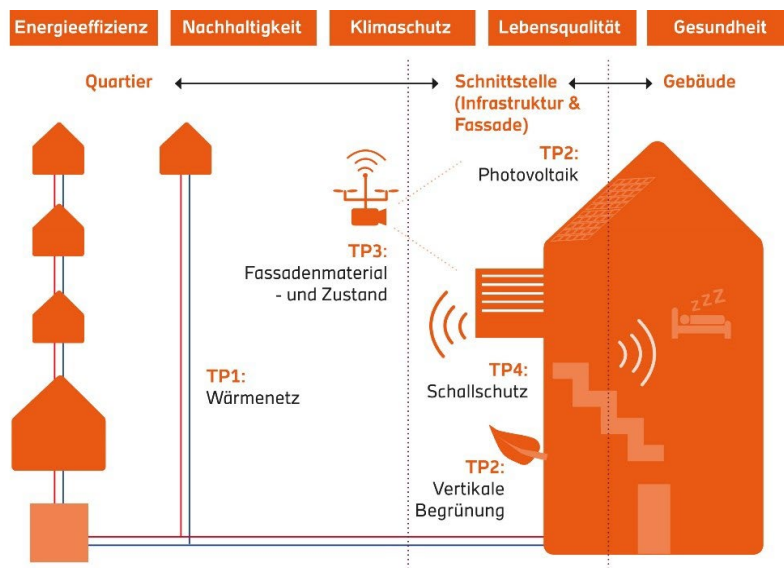 Energieeffizienz
Nachhaltigkeit
Klimaschutz
Lebensqualität
Gesundheit
Quartier
Schnittstelle
(Infrastruktur &
Fassade)
Gebäude
TP2:
Photovoltaik
TP3:
Fassadenmaterial
- und Zustand
zzZ
TP1:
Wärmenetz
TP4:
Schallschutz
TP2:
Vertikale
Begrünung